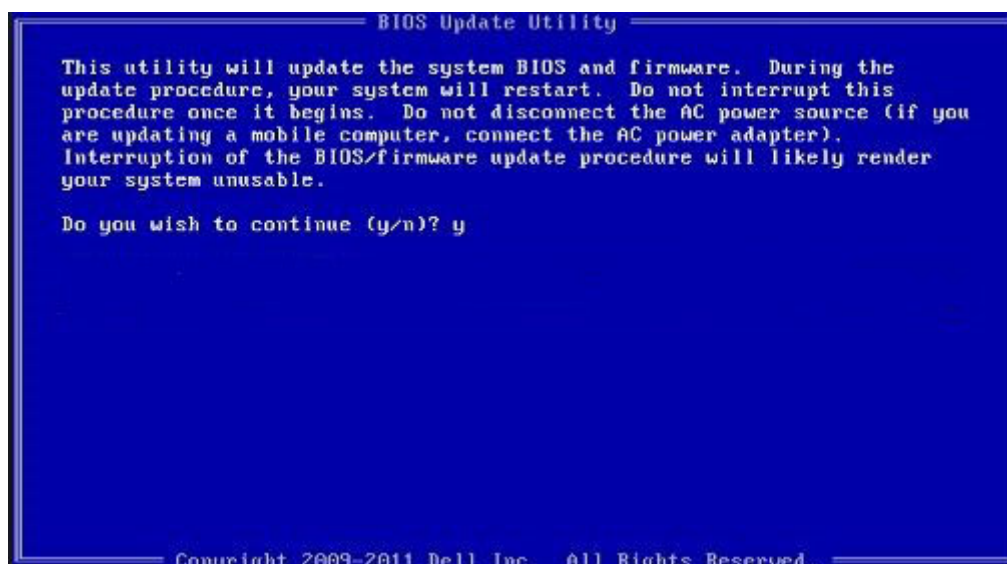 BIOS Update Utility
This utility will update the system BIOS and firmware. During the
update procedure, your system will restart. Do not interrupt this
procedure once it begins. Do not disconnect the AC power source (if you
are updating a mobile computer, connect the AC power adapter).
Interruption of the BIOS/firmware update procedure will likely render
your system unusable.
Do you wish to continue (y/n)? y
Copyright 2009-2011 Dell Inc. All Rights Reserved.